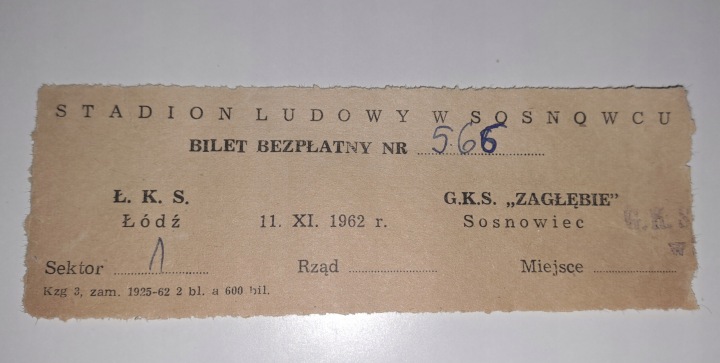 STADION LUDOWY W SOSNOWCU
BILET BEZPŁATNY NR 566
Ł. K. S. G.K.S. „ZAGŁĘBIE”
Łódź 11. XI. 1962 r. Sosnowiec G.K.S
w
Sektor 1 Rząd Miejsce
Kzg 3, zam. 1925-62 2 bl. a 600 bil.